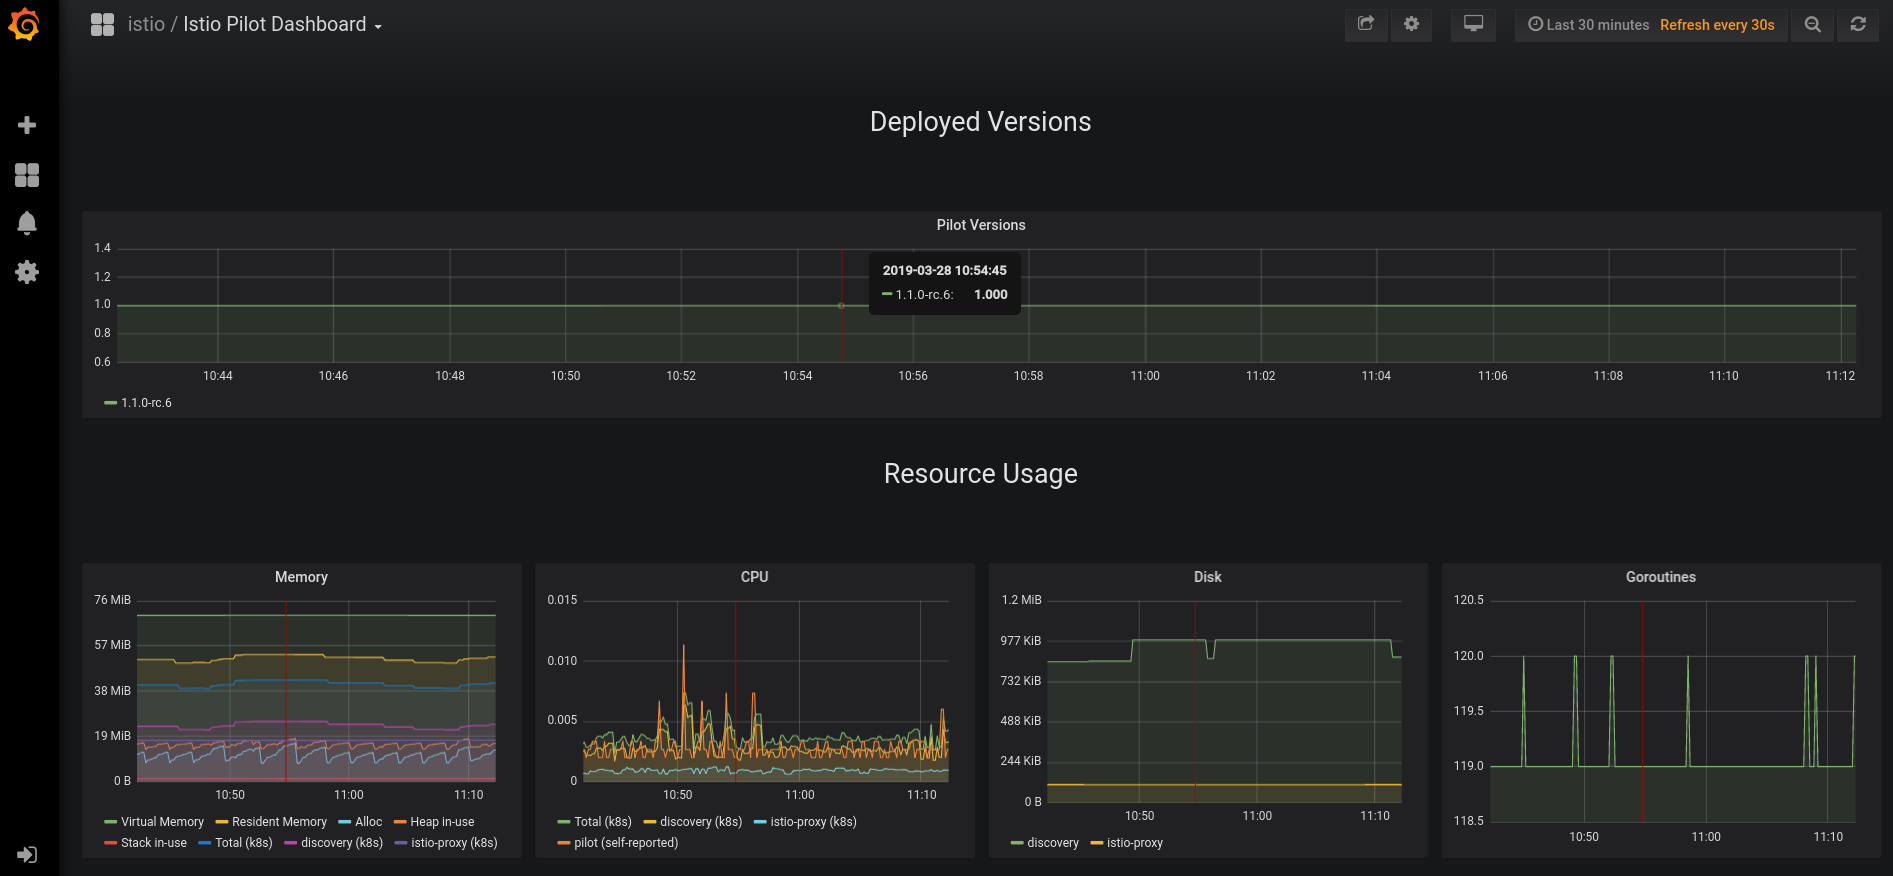 istio / Istio Pilot Dashboard
Last 30 minutes Refresh every 30s
Deployed Versions
Pilot Versions
1.4
1.2
1.0
0.8
0.6
2019-03-28 10:54:45
1.1.0-rc.6: 1.000
10:44 10:46 10:48 10:50 10:52 10:54 10:56 10:58 11:00 11:02 11:04 11:06 11:08 11:10 11:12
1.1.0-rc.6
Resource Usage
Memory
76 MiB
57 MiB
38 MiB
19 MiB
0 B
10:50 11:00 11:10
Virtual Memory Resident Memory Alloc Heap in-use
Stack in-use Total (k8s) discovery (k8s) istio-proxy (k8s)
CPU
0.015
0.010
0.005
0
10:50 11:00 11:10
Total (k8s) discovery (k8s) istio-proxy (k8s)
pilot (self-reported)
Disk
1.2 MiB
977 KiB
732 KiB
488 KiB
244 KiB
0 B
10:50 11:00 11:10
discovery istio-proxy
Goroutines
120.5
120.0
119.5
119.0
118.5
10:50 11:00 11:10